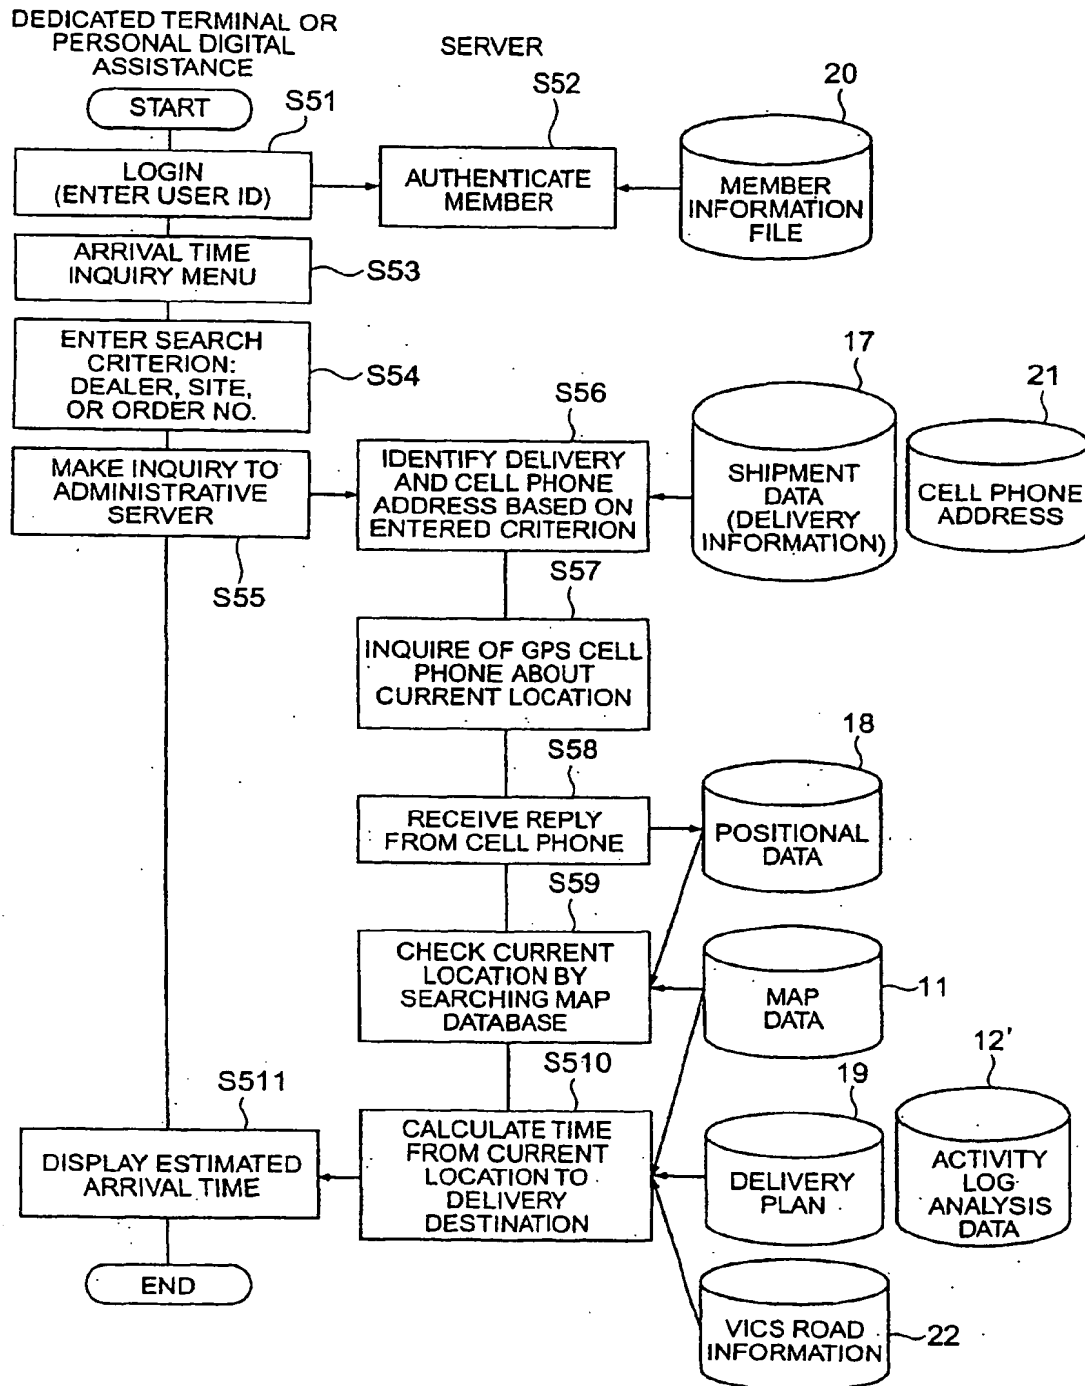 DEDICATED TERMINAL OR
PERSONAL DIGITAL
ASSISTANCE
SERVER
START
S51
S52
20
LOGIN
(ENTER USER ID)
AUTHENTICATE
MEMBER
MEMBER
INFORMATION
FILE
ARRIVAL TIME
INQUIRY MENU
S53
ENTER SEARCH
CRITERION:
DEALER, SITE,
OR ORDER NO.
S54
S56
17
21
MAKE INQUIRY TO
ADMINISTRATIVE
SERVER
S55
IDENTIFY DELIVERY
AND CELL PHONE
ADDRESS BASED ON
ENTERED CRITERION
SHIPMENT
DATA
(DELIVERY
INFORMATION)
CELL PHONE
ADDRESS
S57
INQUIRE OF GPS CELL
PHONE ABOUT
CURRENT LOCATION
S58
18
RECEIVE REPLY
FROM CELL PHONE
POSITIONAL
DATA
S59
CHECK CURRENT
LOCATION BY
SEARCHING MAP
DATABASE
MAP
DATA
11
S510
19
12'
S511
CALCULATE TIME
FROM CURRENT
LOCATION TO
DELIVERY
DESTINATION
DELIVERY
PLAN
ACTIVITY
LOG
ANALYSIS
DATA
DISPLAY ESTIMATED
ARRIVAL TIME
END
VICS ROAD
INFORMATION
22